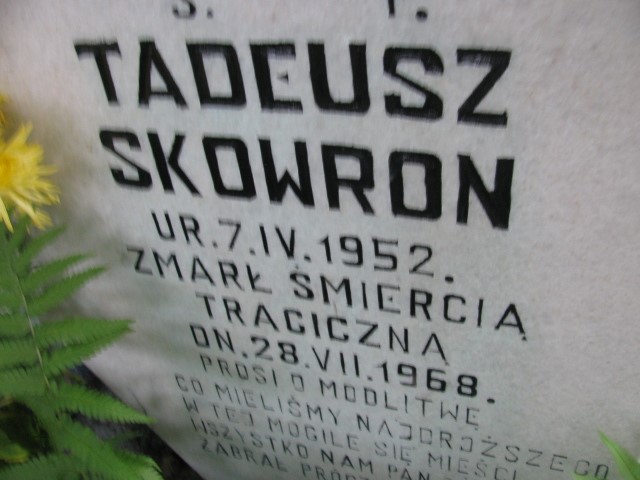 Ś. P.
TADEUSZ
SKOWRON
UR.7.IV.1952.
ZMARŁ ŚMIERCIĄ
TRAGICZNĄ
DN.28.VII.1968.
PROSI O MODLITWĘ
CO MIELIŚMY NAJDROŻSZEGO
W TEJ MOGILE SIĘ MIEŚCI
WSZYSTKO NAM PAN
ZABRAŁ